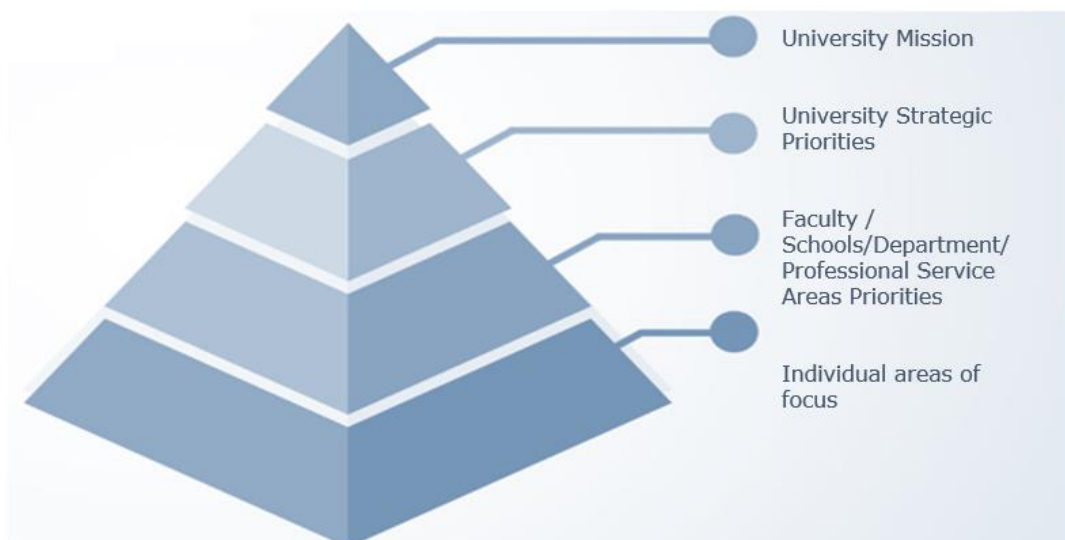 University Mission
University Strategic
Priorities
Faculty /
Schools/Department/
Professional Service
Areas Priorities
Individual areas of
focus